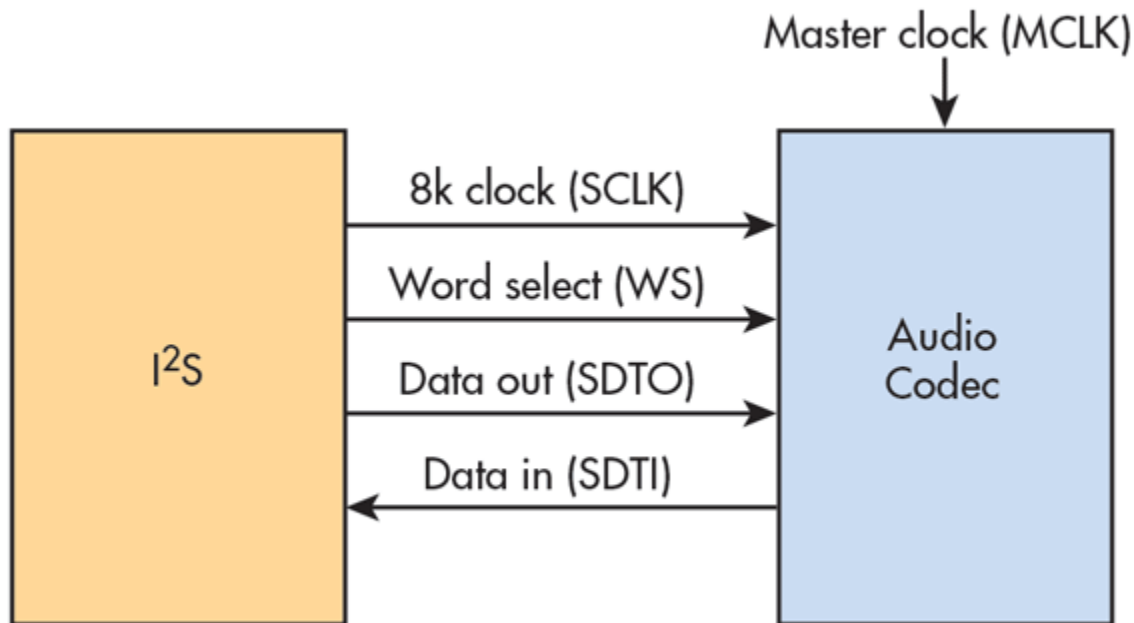 Master clock (MCLK)
8k clock (SCLK)
Word select (WS)
I²S
Data out (SDTO)
Audio
Codec
Data in (SDTI)